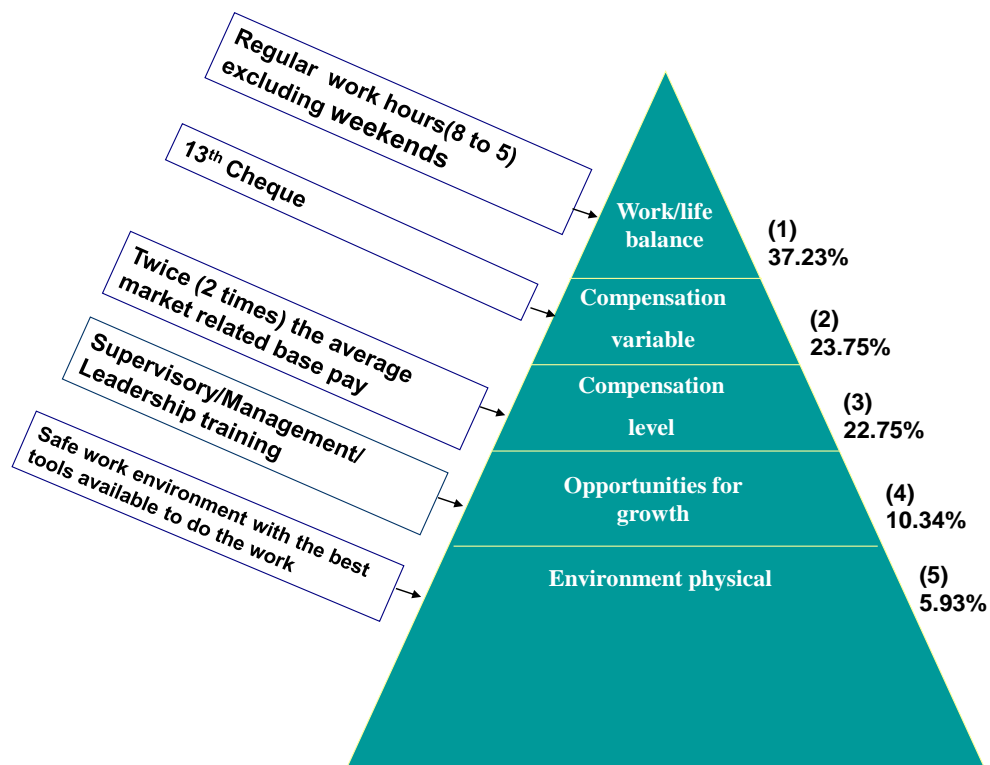 Regular work hours(8 to 5)
excluding weekends
13th Cheque
Twice (2 times) the average
market related base pay
Supervisory/Management/
Leadership training
Safe work environment with the best
tools available to do the work
Work/life
balance
(1)
37.23%
Compensation
variable
(2)
23.75%
Compensation
level
(3)
22.75%
Opportunities for
growth
(4)
10.34%
Environment physical
(5)
5.93%